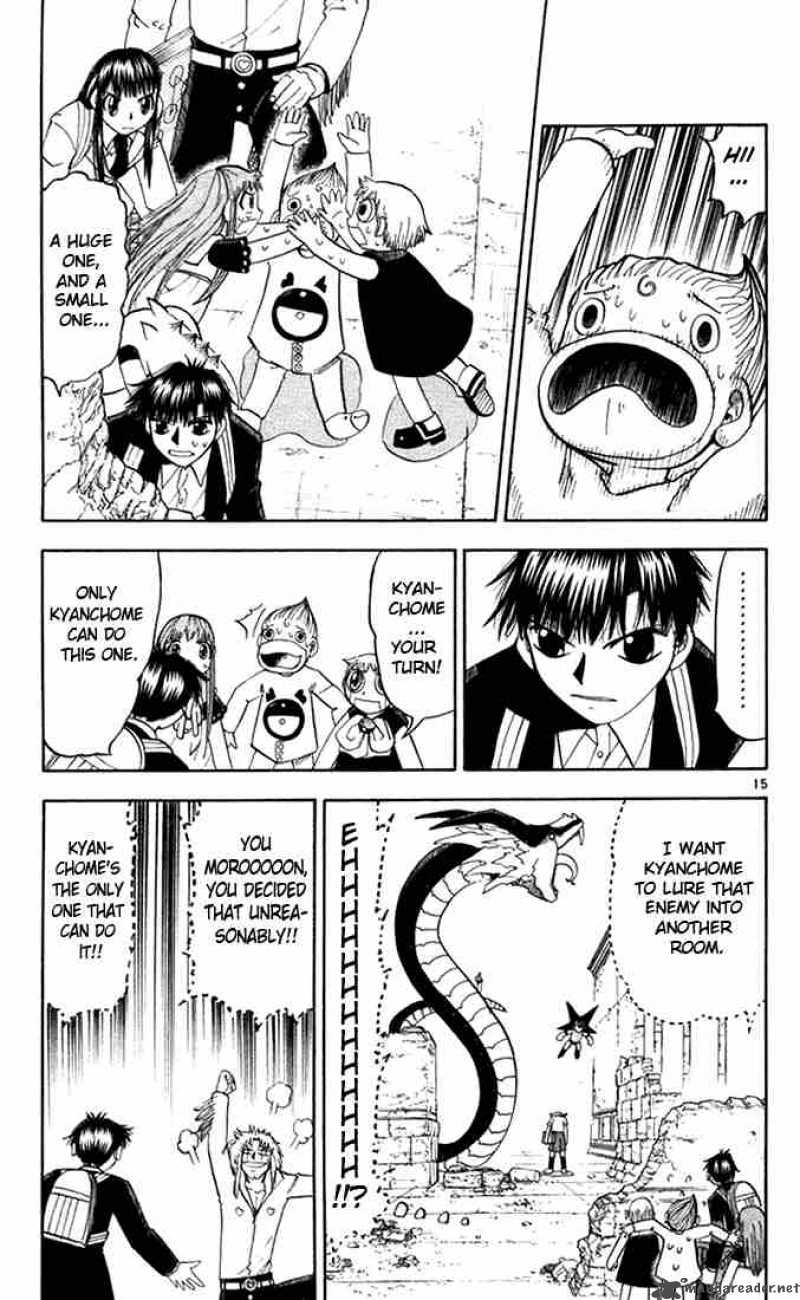 HII
...
A HUGE
ONE,
AND A
SMALL
ONE...
ONLY
KYANCHOME
CAN DO
THIS ONE.
KYAN-
CHOME
...
YOUR
TURN!
..........
15
KYAN-
CHOME'S
THE ONLY
ONE THAT
CAN DO
IT!!
YOU
MOROOOOON,
YOU DECIDED
THAT UNREA-
SONABLY!!
EHHHHHHHHHHHHHHHH!!?
I WANT
KYANCHOME
TO LURE THAT
ENEMY INTO
ANOTHER
ROOM.
mangareader.net